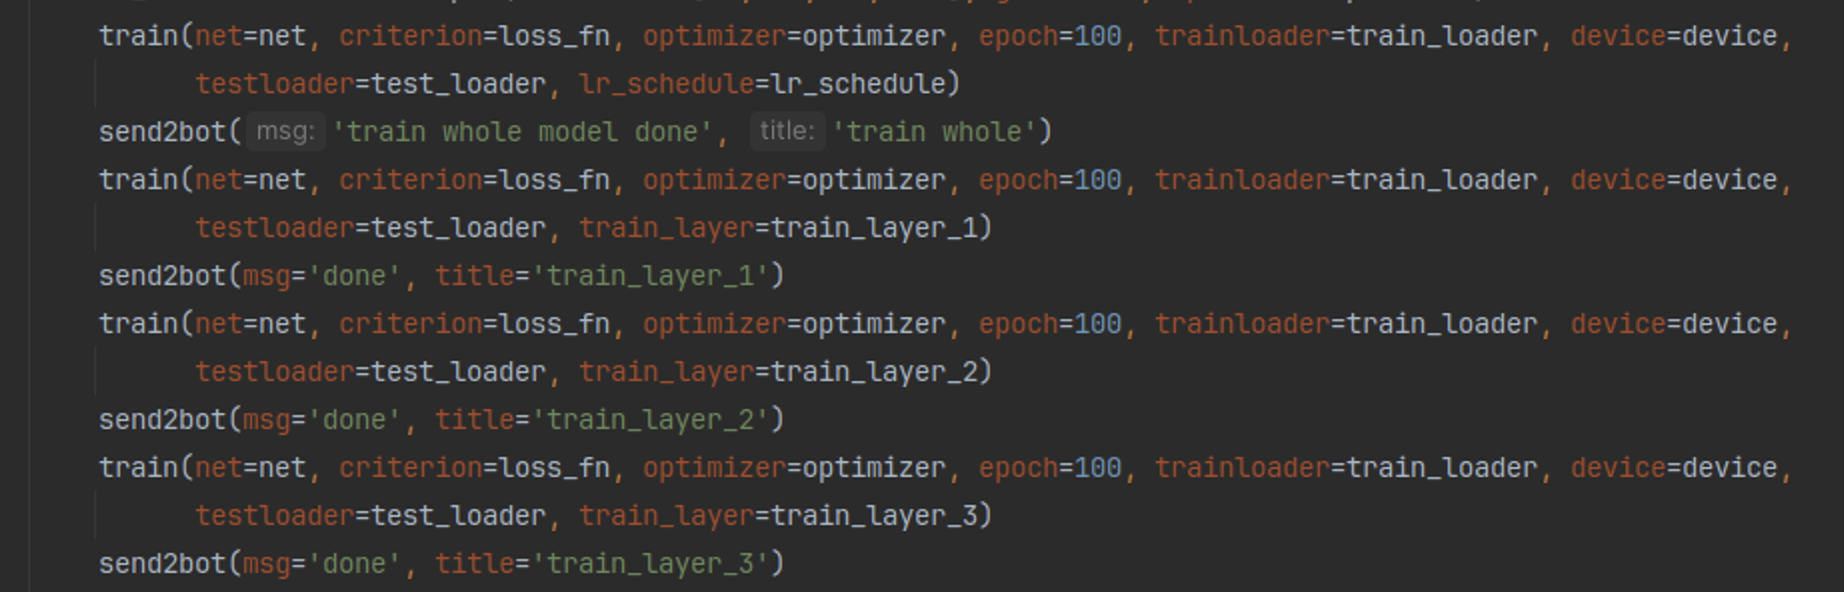 train(net=net, criterion=loss_fn, optimizer=optimizer, epoch=100, trainloader=train_loader, device=device,
testloader=test_loader, lr_schedule=lr_schedule)
send2bot( msg: 'train whole model done', title: 'train whole')
train(net=net, criterion=loss_fn, optimizer=optimizer, epoch=100, trainloader=train_loader, device=device,
testloader=test_loader, train_layer=train_layer_1)
send2bot(msg='done', title='train_layer_1')
train(net=net, criterion=loss_fn, optimizer=optimizer, epoch=100, trainloader=train_loader, device=device,
testloader=test_loader, train_layer=train_layer_2)
send2bot(msg='done', title='train_layer_2')
train(net=net, criterion=loss_fn, optimizer=optimizer, epoch=100, trainloader=train_loader, device=device,
testloader=test_loader, train_layer=train_layer_3)
send2bot(msg='done', title='train_layer_3')